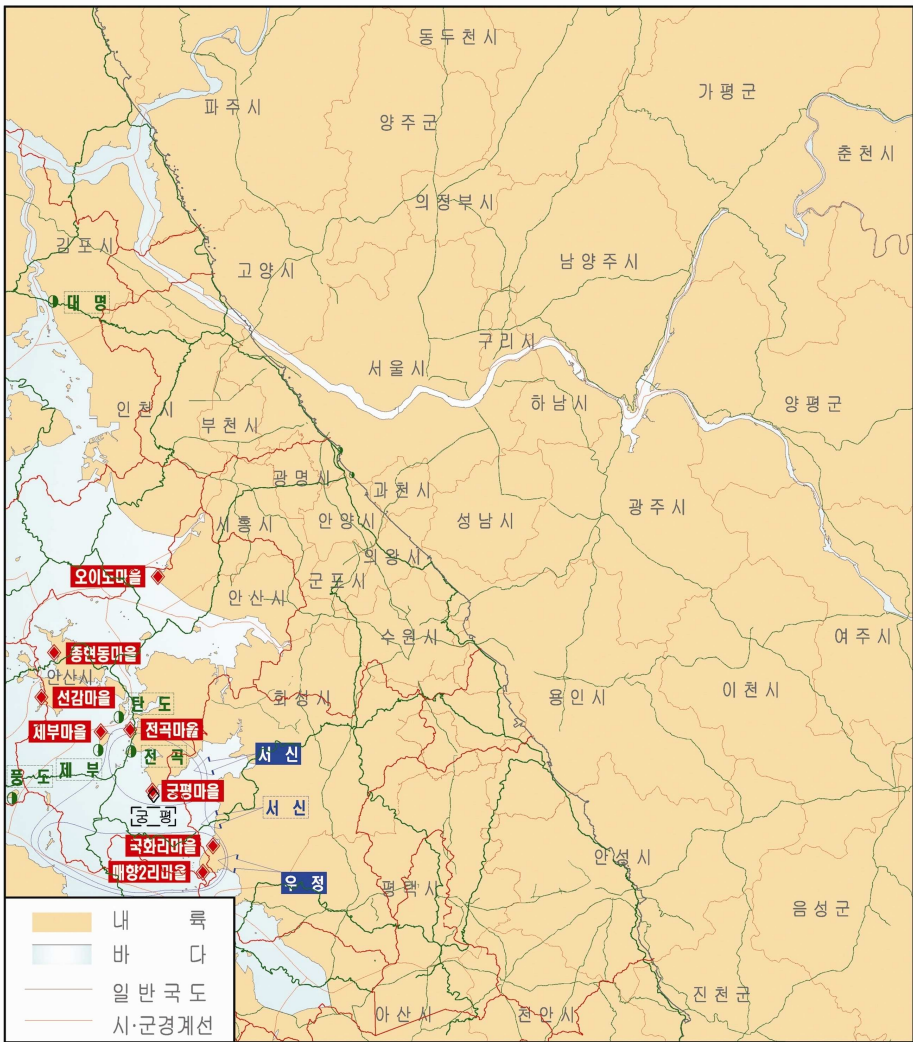 동두천시
가평군
파주시
양주군
춘천시
의정부시
김포시
고양시
남양주시
대명
구리시
서울시
하남시
양평군
인천시
부천시
광명시
과천시
광주시
시흥시
안양시
성남시
의왕시
오이도마을
군포시
안산시
수원시
여주시
종현동마을
안산시
선감마을
화성시
용인시
이천시
탄도
세부마을
전곡마을
전곡
서신
제부
풍도
궁평마을
궁평
서신
국화리마을
매향2리마을
안성시
우정
평택시
음성군
내륙
바다
일반국도
진천군
아산시
천안시
시·군경계선